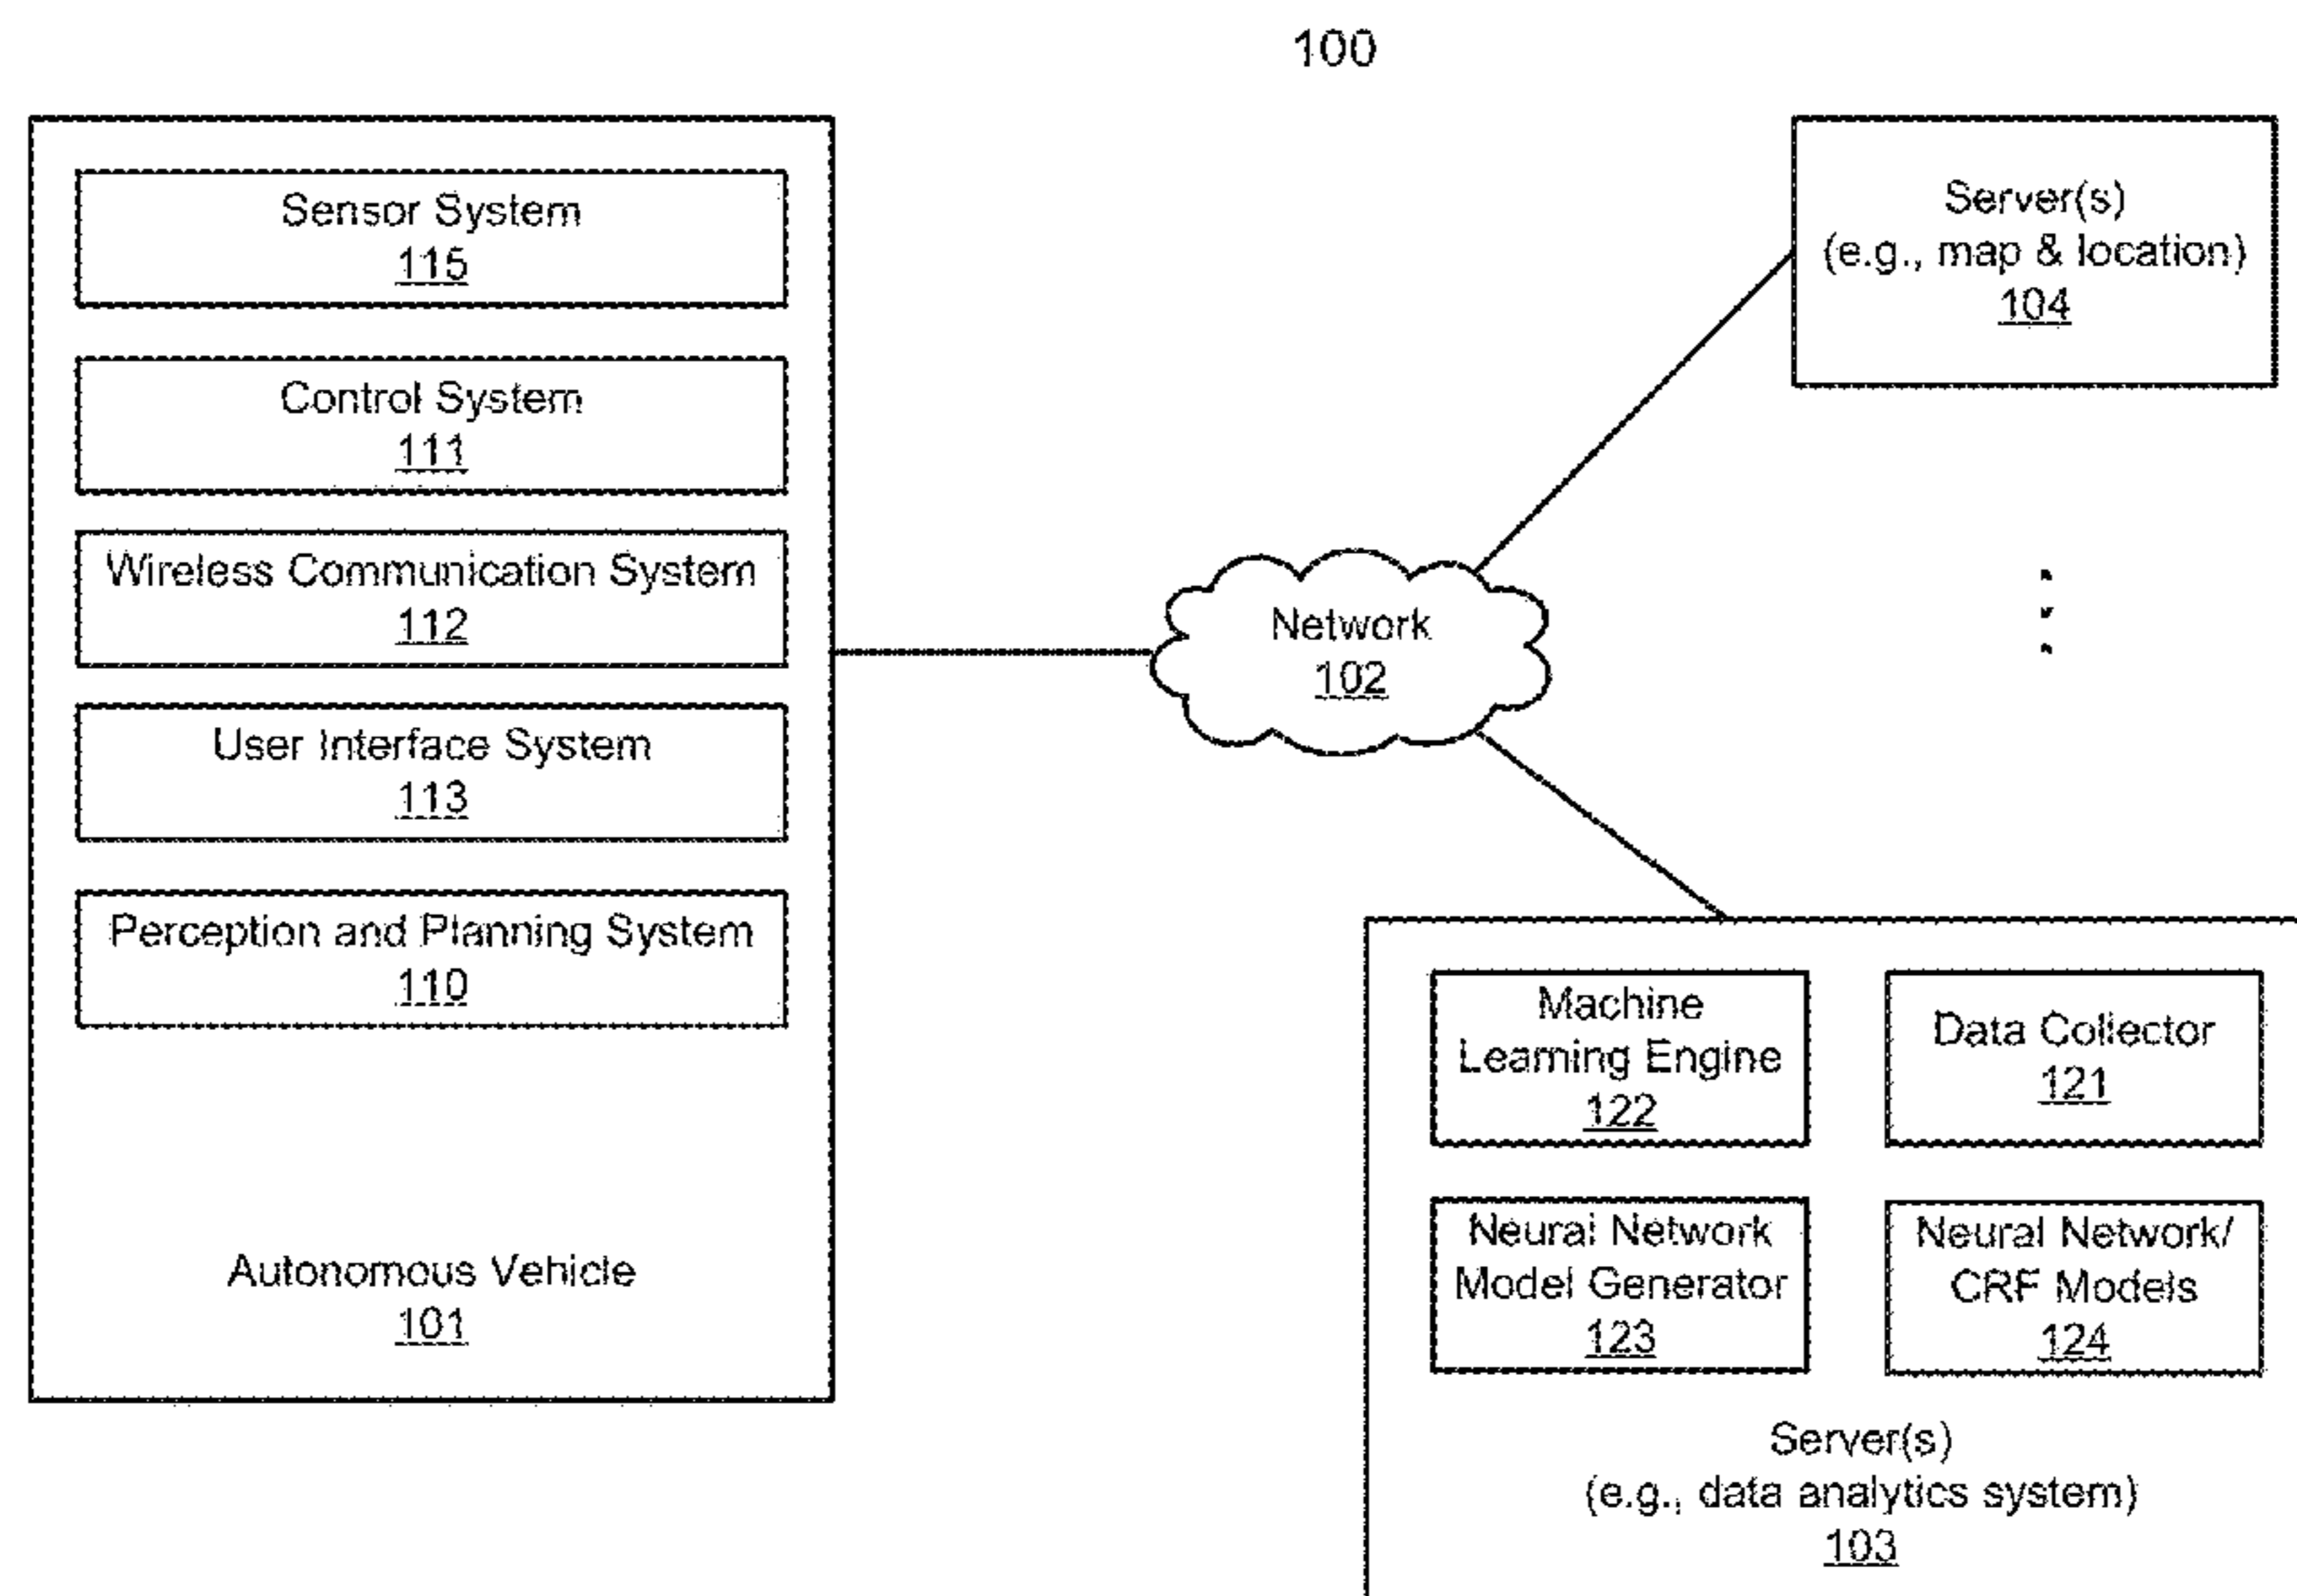 100
Sensor System
115
Control System
111
Wireless Communication System
112
User Interface System
113
Perception and Planning System
110
Autonomous Vehicle
101
Network
102
Server(s)
(e.g., map & location)
104
Machine
Learning Engine
122
Data Collector
121
Neural Network
Model Generator
123
Neural Network/
CRF Models
124
Server(s)
(e.g., data analytics system)
103